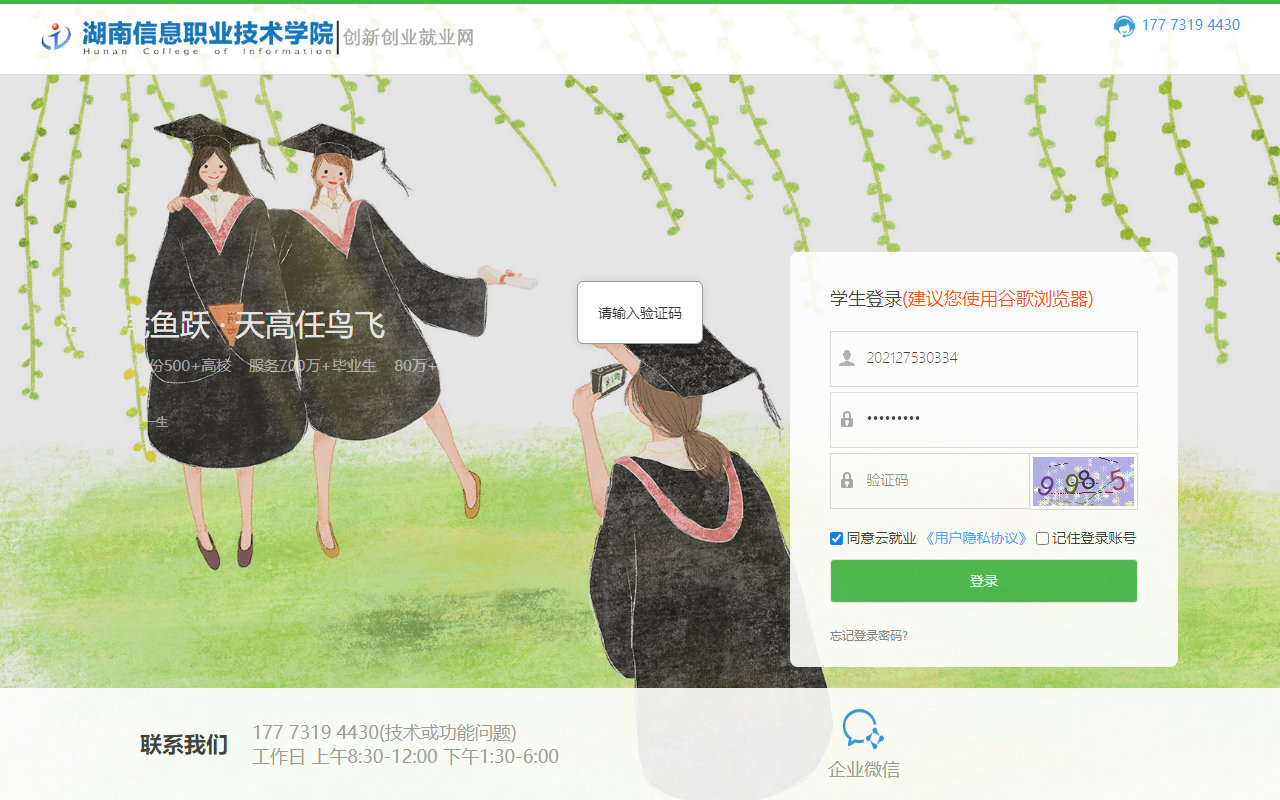 湖南信息职业技术学院
Hunan College of Information
创新创业就业网
177 7319 4430
鱼跃 · 天高任鸟飞
份500+高校 服务700万+毕业生 80万+
生
请输入验证码
学生登录(建议您使用谷歌浏览器)
202127530334
•••••••••
验证码
9 9 8 5
同意云就业 《用户隐私协议》 记住登录账号
登录
忘记登录密码?
联系我们
177 7319 4430(技术或功能问题)
工作日 上午8:30-12:00 下午1:30-6:00
企业微信